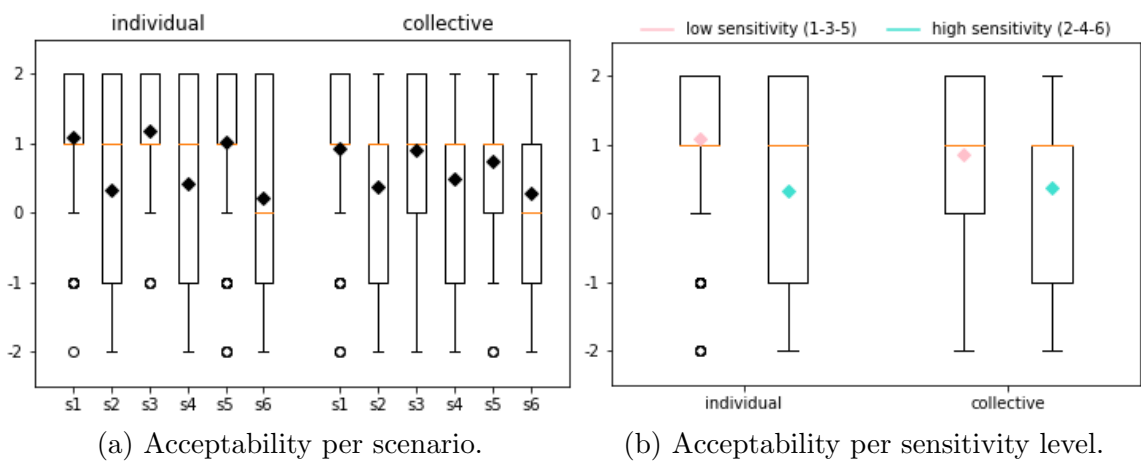 individual collective
2
1
0
-1
-2
s1 s2 s3 s4 s5 s6 s1 s2 s3 s4 s5 s6
(a) Acceptability per scenario.
low sensitivity (1-3-5) high sensitivity (2-4-6)
2
1
0
-1
-2
individual collective
(b) Acceptability per sensitivity level.